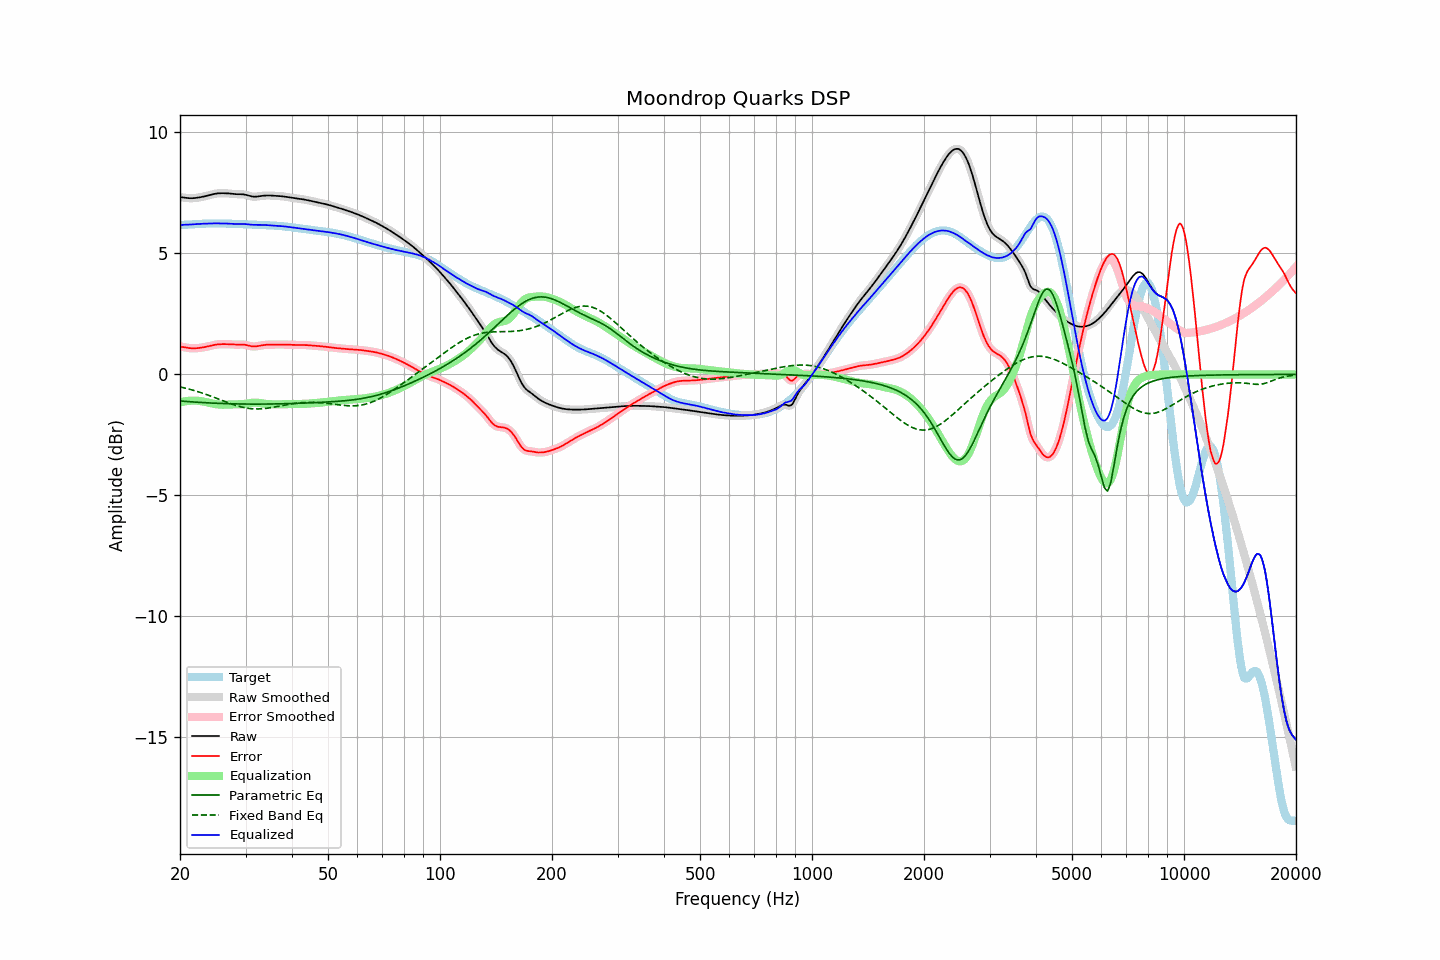 Moondrop Quarks DSP
Amplitude (dBr)
10
5
0
−5
−10
−15
Target
Raw Smoothed
Error Smoothed
Raw
Error
Equalization
Parametric Eq
Fixed Band Eq
Equalized
20 50 100 200 500 1000 2000 5000 10000 20000
Frequency (Hz)